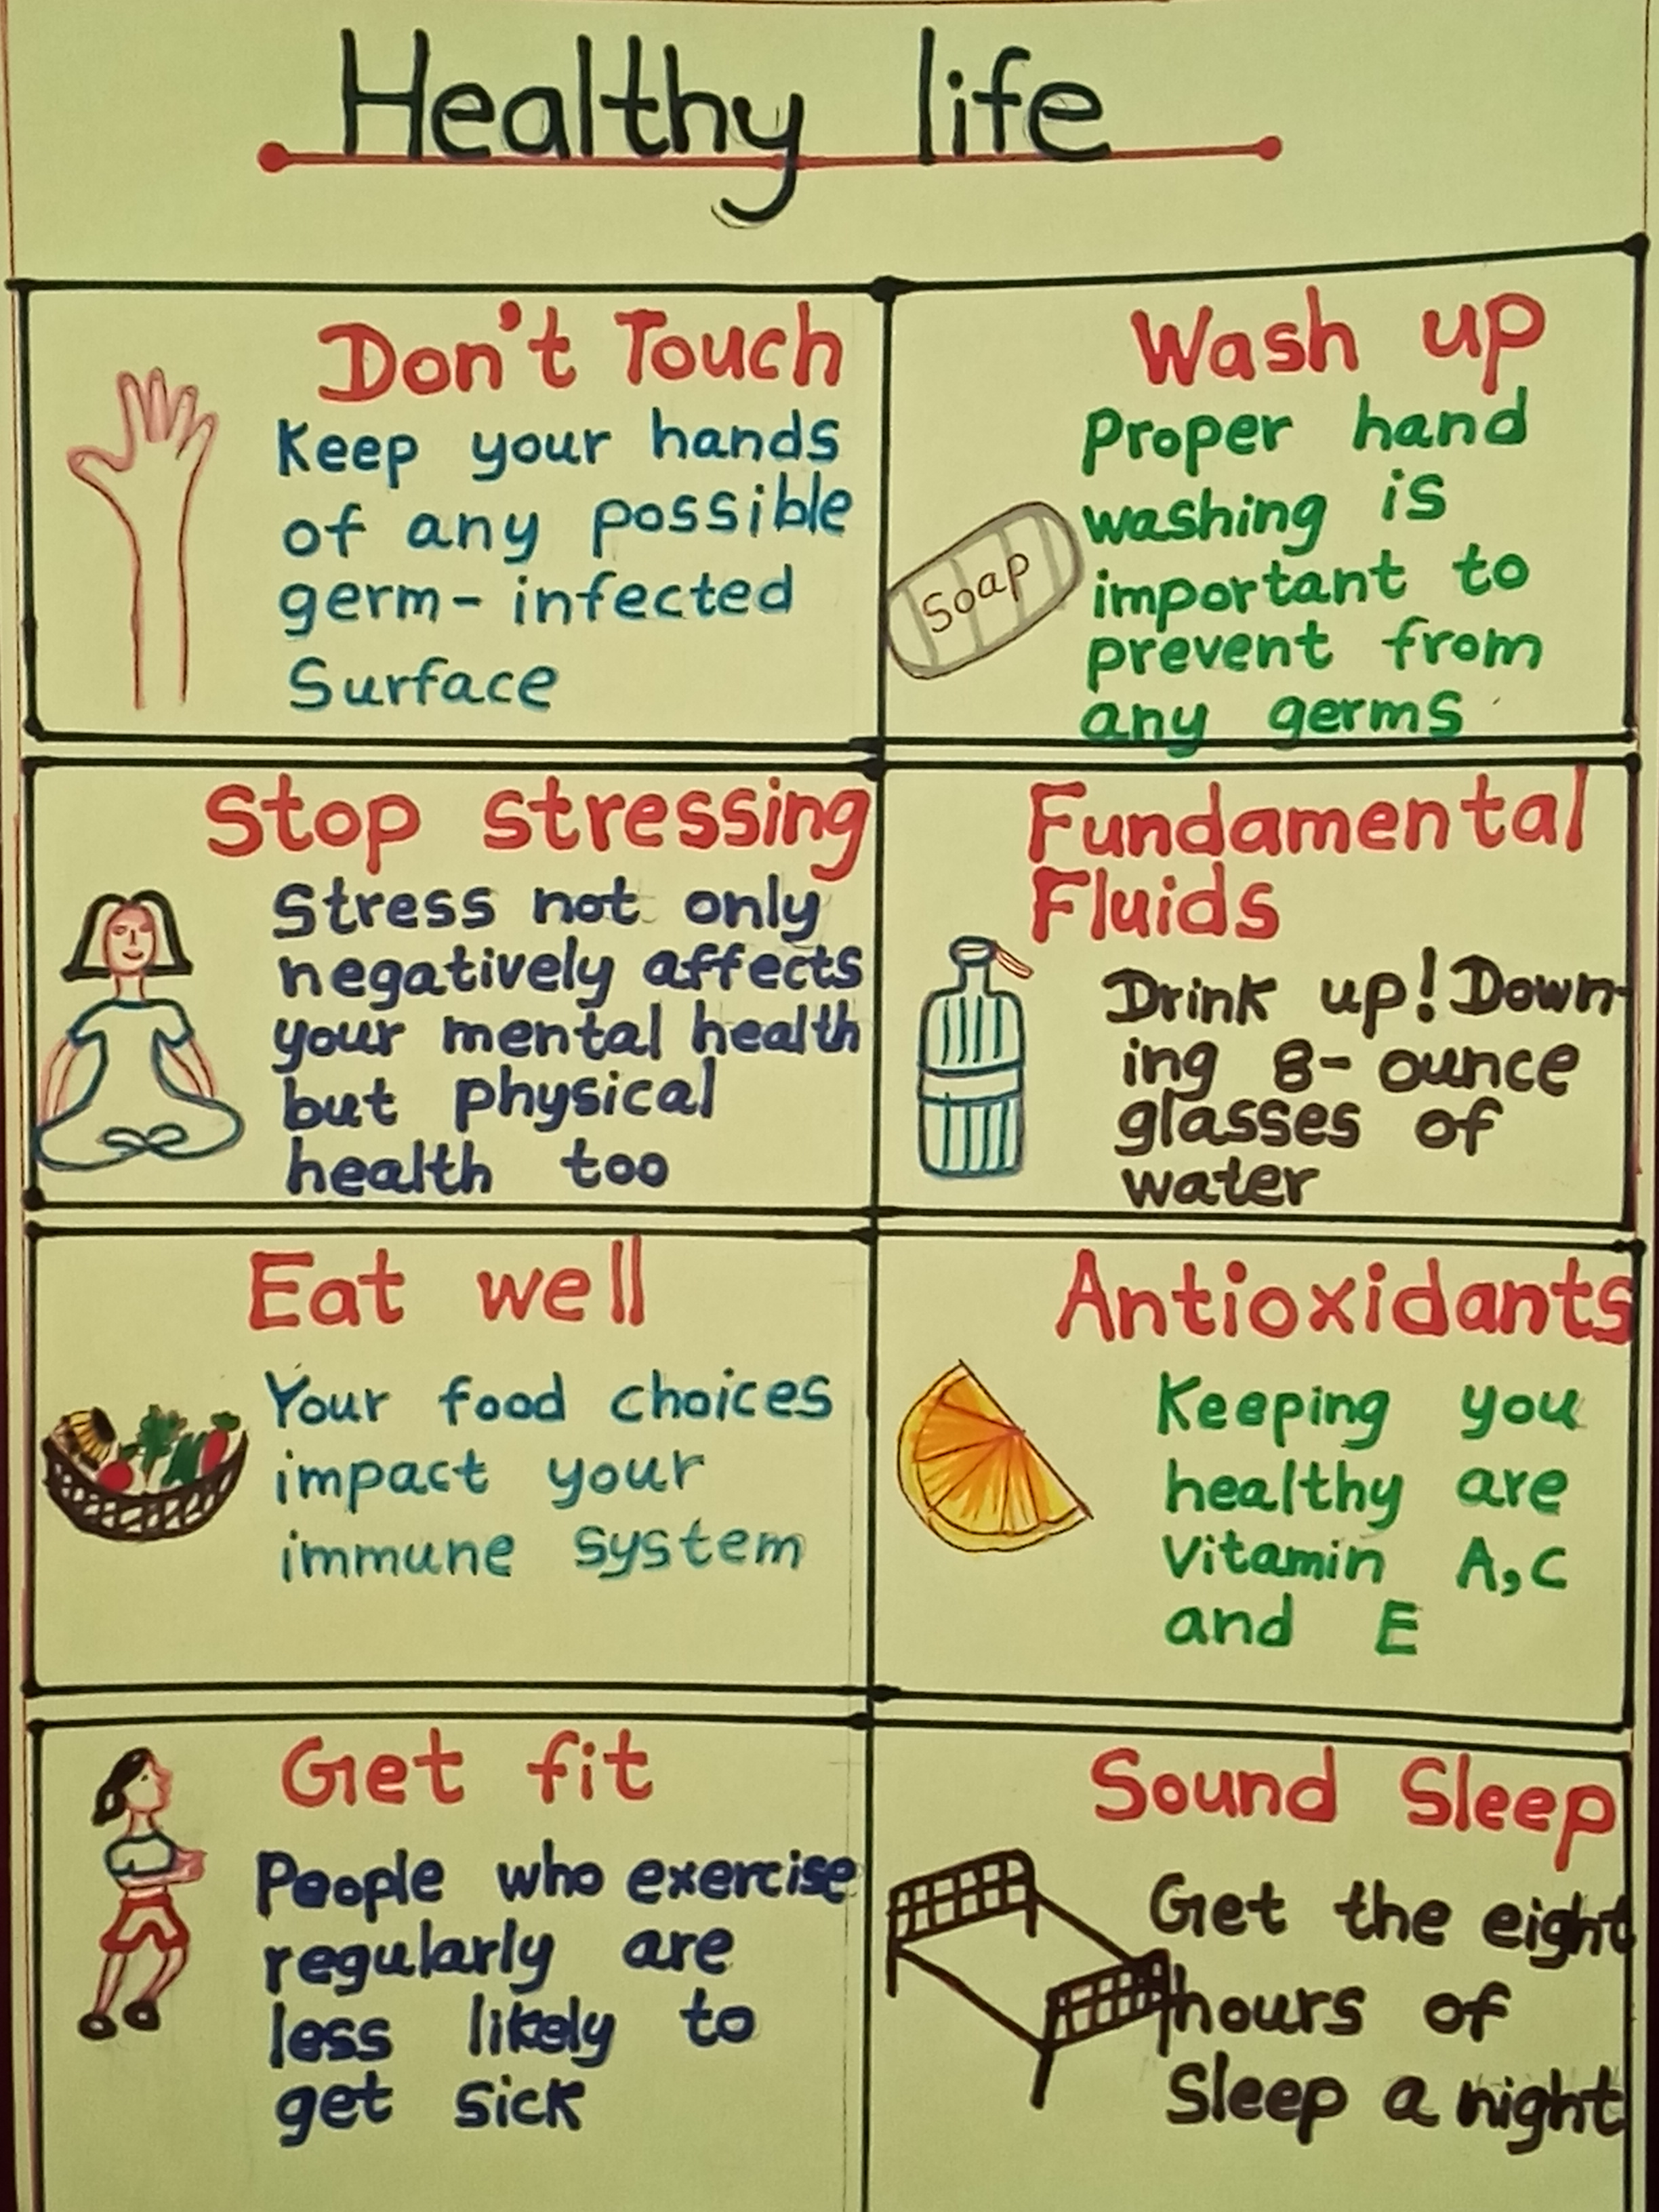 Healthy life
Don't Touch
Keep your hands
of any possible
germ- infected
Surface
Wash up
Proper hand
washing is
important to
prevent from
any germs
Soap
Stop stressing
Stress not only
negatively affects
your mental health
but physical
health too
Fundamental
Fluids
Drink up! Down-
ing 8- ounce
glasses of
water
Eat well
Your food choices
impact your
immune system
Antioxidants
Keeping you
healthy are
Vitamin A,C
and E
Get fit
People who exercise
regularly are
less likely to
get sick
Sound Sleep
Get the eight
hours of
Sleep a night